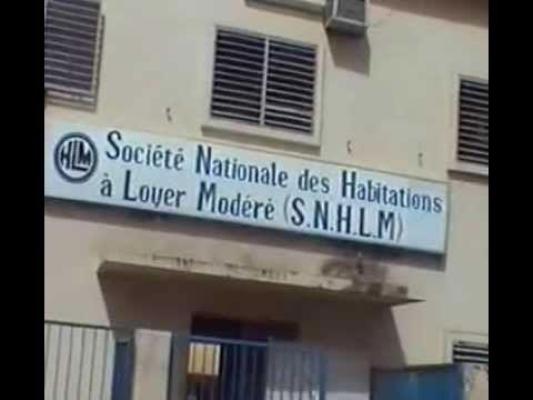 HLM
Société Nationale des Habitations
à Loyer Modéré (S.N.H.L.M)